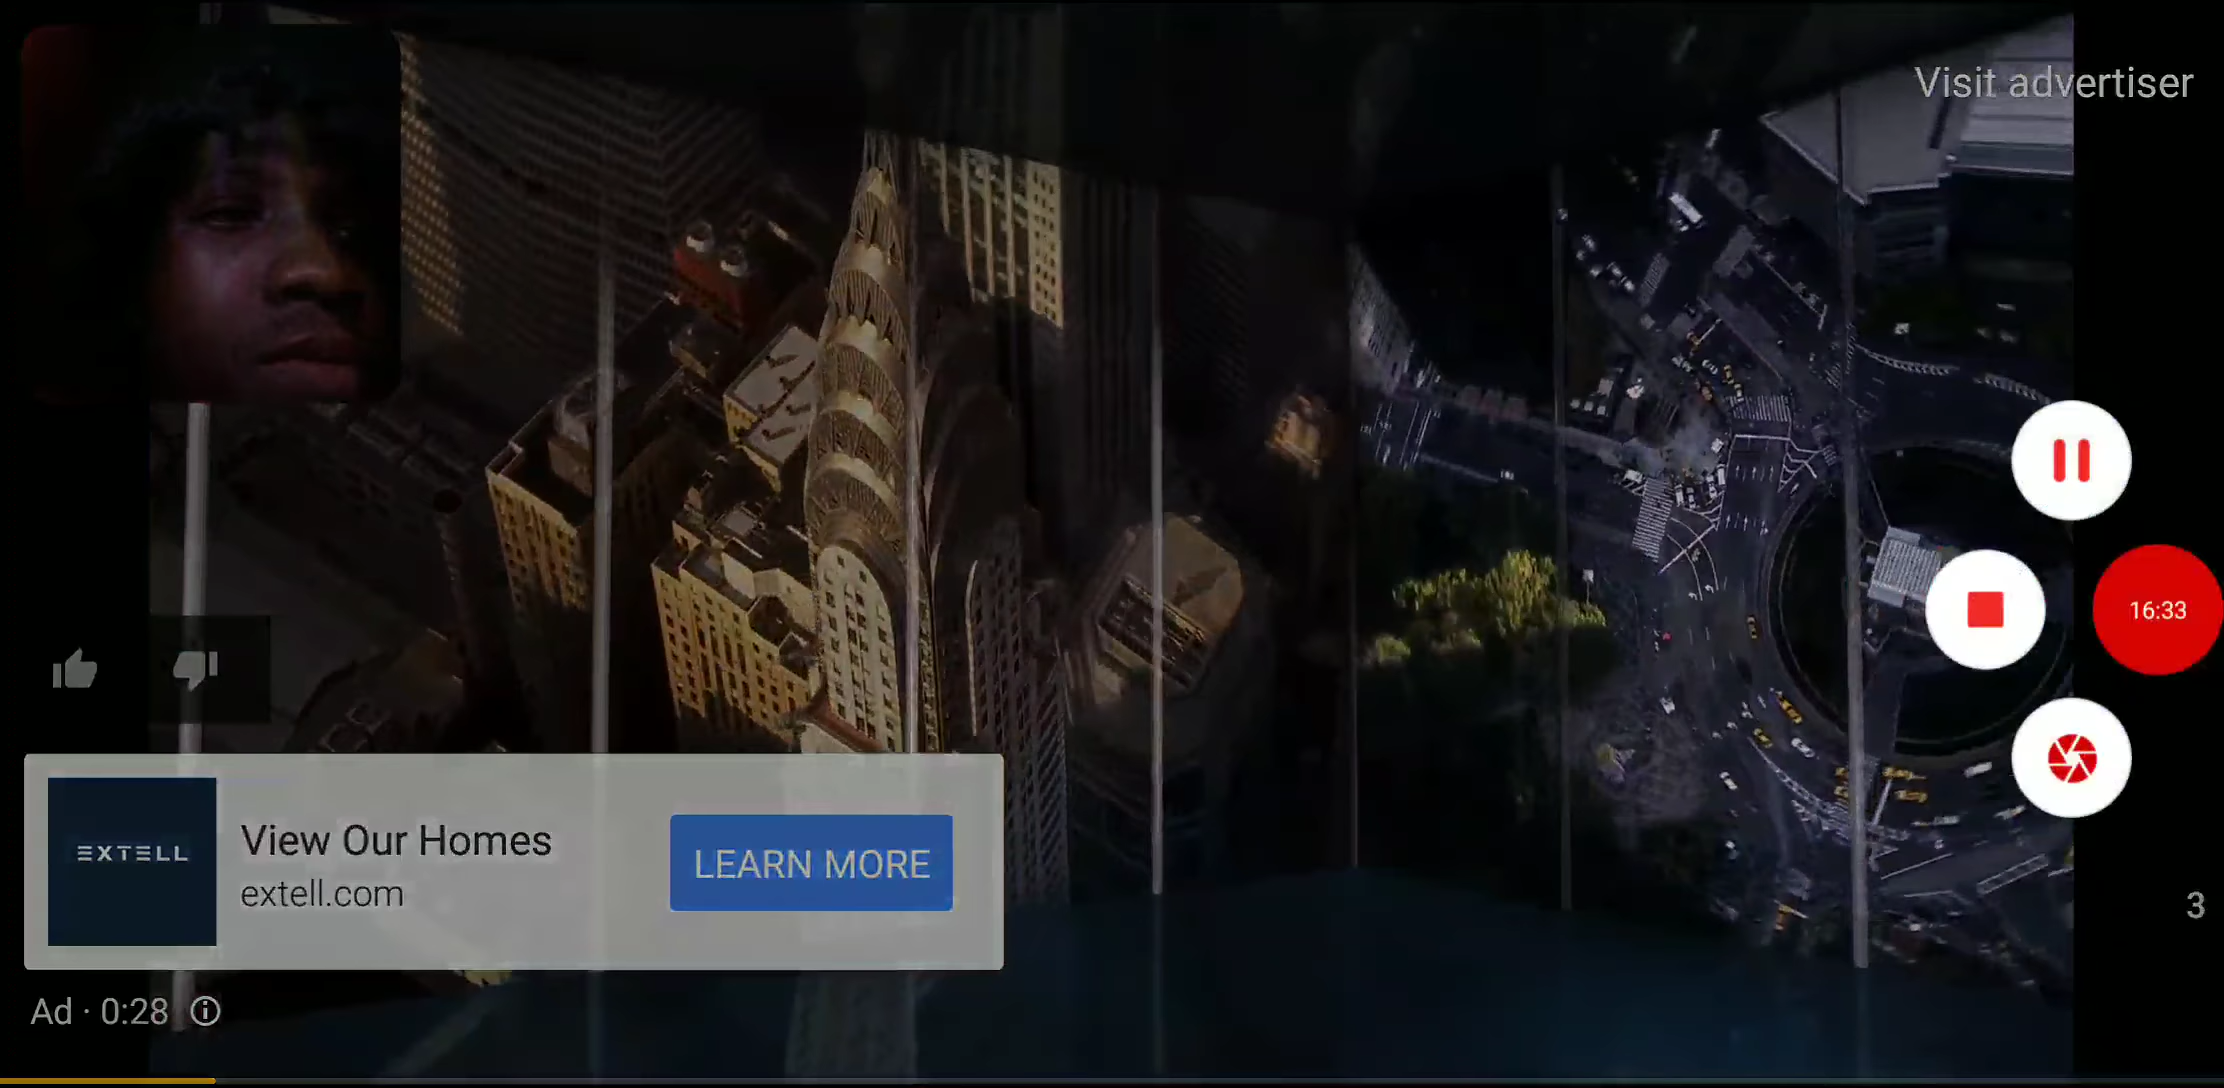 Visit advertiser
16:33
EXTELL
View Our Homes
extell.com
LEARN MORE
3
Ad · 0:28